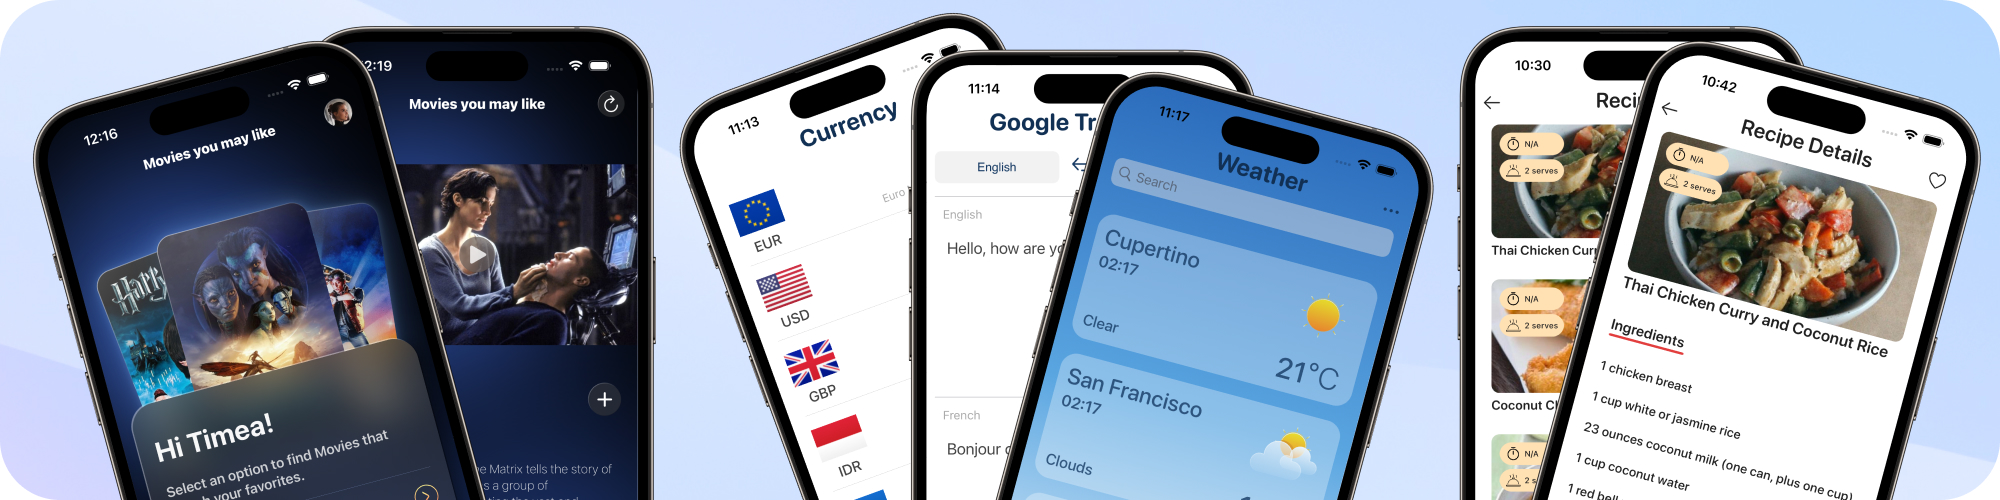 12:16
Movies you may like
Harry
Hi Timea!
Select an option to find Movies that
your favorites.
2:19
Movies you may like
Matrix tells the story of
s a group of
11:13
Currency
Euro
EUR
USD
GBP
IDR
11:14
Google Tr
English
English
Hello, how are yo
French
Bonjour
11:17
Weather
Search
Cupertino
02:17
Clear
21°C
San Francisco
02:17
Clouds
10:30
Reci
N/A
2 serves
Thai Chicken Curr
N/A
2 serves
Coconut Ch
N/A
2 s
10:42
Recipe Details
N/A
2 serves
Thai Chicken Curry and Coconut Rice
Ingredients
1 chicken breast
1 cup white or jasmine rice
23 ounces coconut milk (one can, plus one cup)
1 cup coconut water
1 red bell